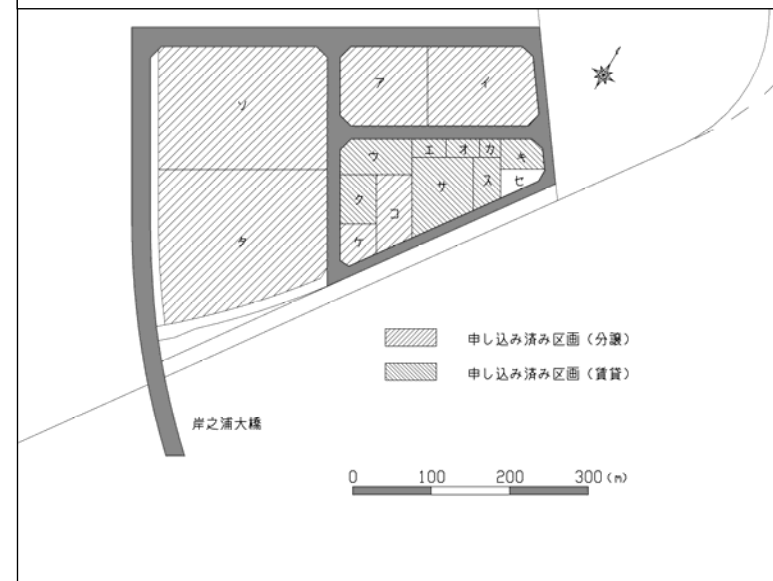 ソ
ア
イ
ウ
エ
オ
カ
キ
ク
コ
サ
ス
セ
ケ
タ
申し込み済み区画（分譲）
申し込み済み区画（賃貸）
岸之浦大橋
0 100 200 300 (m)